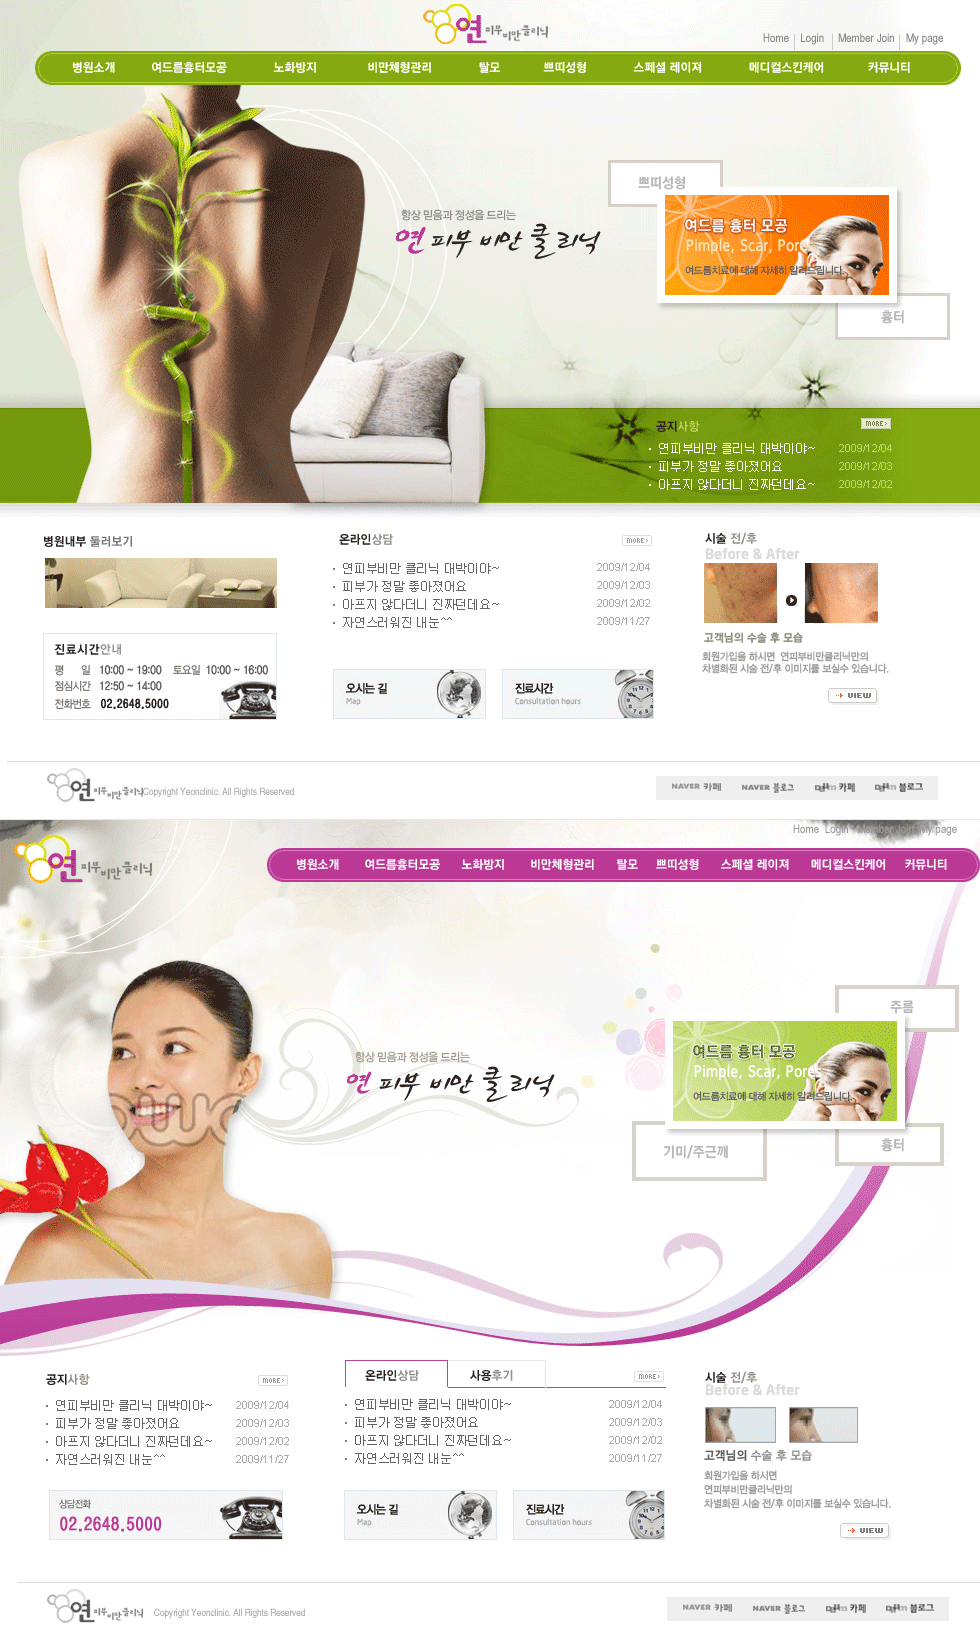 연 피부비만클리닉
Home | Login | Member Join | My page
병원소개 여드름흉터모공 노화방지 비만체형관리 탈모 쁘띠성형 스페셜 레이져 메디컬스킨케어 커뮤니티
쁘띠성형
항상 믿음과 정성을 드리는
연 피부 비만 클리닉
여드름 흉터 모공
Pimple, Scar, Pores
여드름치료에 대해 자세히 알려드립니다.
흉터
공지사항 MORE
연피부비만 클리닉 대박이야~ 2009/12/04
피부가 정말 좋아졌어요 2009/12/03
아프지 않다더니 진짜던데요~ 2009/12/02
병원내부 둘러보기
온라인상담 MORE
연피부비만 클리닉 대박이야~ 2009/12/04
피부가 정말 좋아졌어요 2009/12/03
아프지 않다더니 진짜던데요~ 2009/12/02
자연스러워진 내눈^^ 2009/11/27
시술 전/후
Before & After
고객님의 수술 후 모습
회원가입을 하시면 연피부비만클리닉만의
차별화된 시술 전/후 이미지를 보실수 있습니다.
VIEW
진료시간안내
평 일 10:00 ~ 19:00 토요일 10:00 ~ 16:00
점심시간 12:50 ~ 14:00
전화번호 02.2648.5000
오시는 길
Map
진료시간
Consultation hours
연 피부비만클리닉 Copyright Yeonclinic. All Rights Reserved
NAVER 카페 NAVER 블로그 Daum 카페 Daum 블로그
연 피부비만클리닉
Home Login Member Join My page
병원소개 여드름흉터모공 노화방지 비만체형관리 탈모 쁘띠성형 스페셜 레이져 메디컬스킨케어 커뮤니티
주름
항상 믿음과 정성을 드리는
연 피부 비만 클리닉
여드름 흉터 모공
Pimple, Scar, Pores
여드름치료에 대해 자세히 알려드립니다.
기미/주근깨
흉터
공지사항 MORE
연피부비만 클리닉 대박이야~ 2009/12/04
피부가 정말 좋아졌어요 2009/12/03
아프지 않다더니 진짜던데요~ 2009/12/02
자연스러워진 내눈^^ 2009/11/27
온라인상담 사용후기 MORE
연피부비만 클리닉 대박이야~ 2009/12/04
피부가 정말 좋아졌어요 2009/12/03
아프지 않다더니 진짜던데요~ 2009/12/02
자연스러워진 내눈^^ 2009/11/27
시술 전/후
Before & After
고객님의 수술 후 모습
회원가입을 하시면
연피부비만클리닉만의
차별화된 시술 전/후 이미지를 보실수 있습니다.
VIEW
상담전화
02.2648.5000
오시는 길
Map
진료시간
Consultation hours
연 피부비만클리닉 Copyright Yeonclinic. All Rights Reserved
NAVER 카페 NAVER 블로그 Daum 카페 Daum 블로그